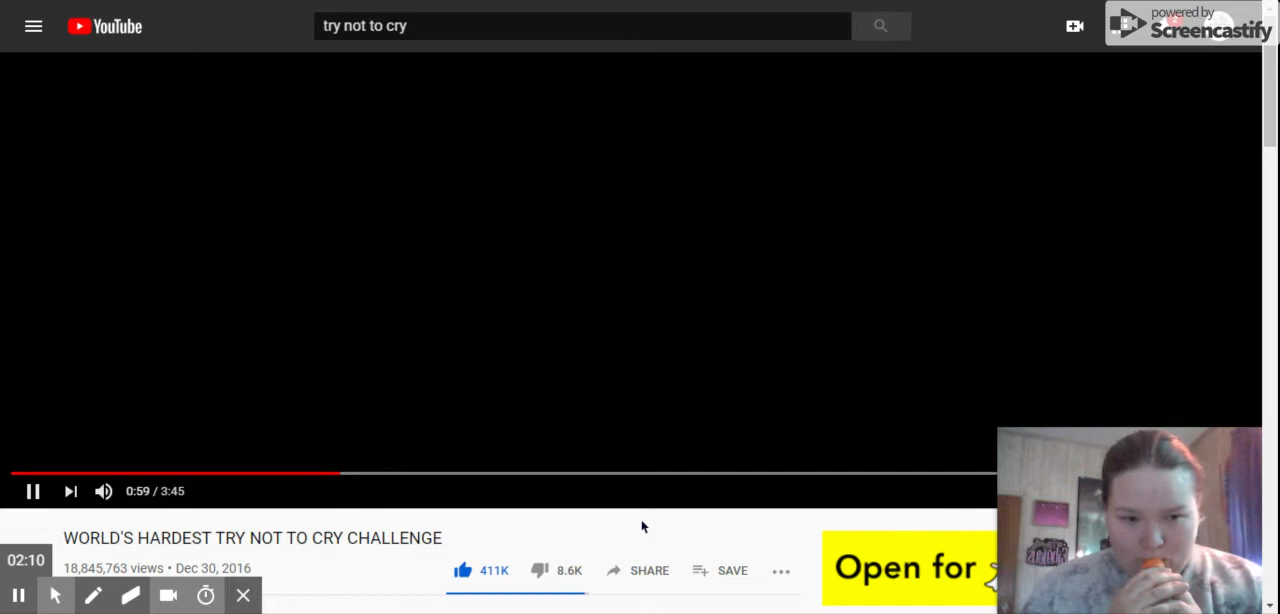 YouTube
try not to cry
powered by
Screencastify
0:59 / 3:45
WORLD'S HARDEST TRY NOT TO CRY CHALLENGE
18,845,763 views • Dec 30, 2016
411K
8.6K
SHARE
SAVE
Open for
02:10